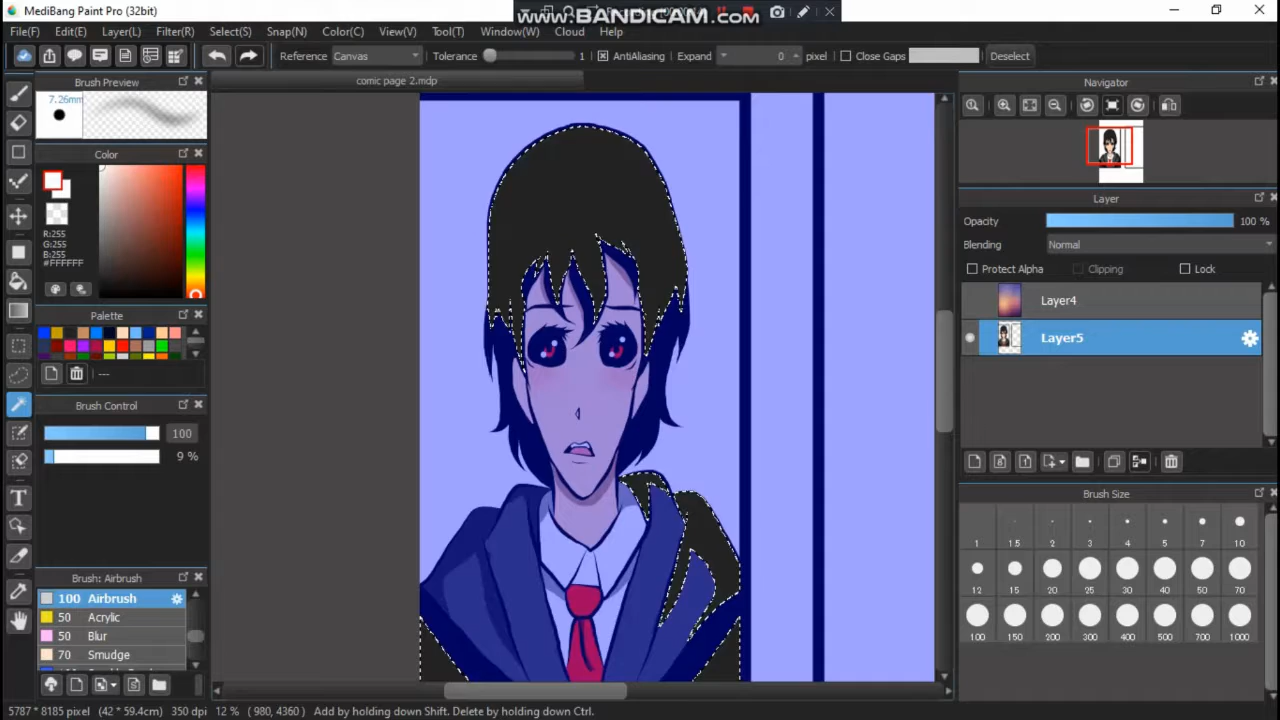 MediBang Paint Pro (32bit)
www.BANDICAM.com
File(F) Edit(E) Layer(L) Filter(R) Select(S) Snap(N) Color(C) View(V) Tool(T) Window(W) Cloud Help
Reference Canvas Tolerance 1 AntiAliasing Expand 0 pixel Close Gaps Deselect
Brush Preview
7.26mm
comic page 2.mdp
Navigator
Color
R:255
G:255
B:255
#FFFFFF
Layer
Opacity 100 %
Blending Normal
Protect Alpha Clipping Lock
Layer4
Layer5
Palette
---
Brush Control
100
9 %
Brush Size
1 1.5 2 3 4 5 7 10
12 15 20 25 30 40 50 70
100 150 200 300 400 500 700 1000
Brush: Airbrush
100 Airbrush
50 Acrylic
50 Blur
70 Smudge
5787 * 8185 pixel (42 * 59.4cm) 350 dpi 12 % ( 980, 4360 ) Add by holding down Shift. Delete by holding down Ctrl.